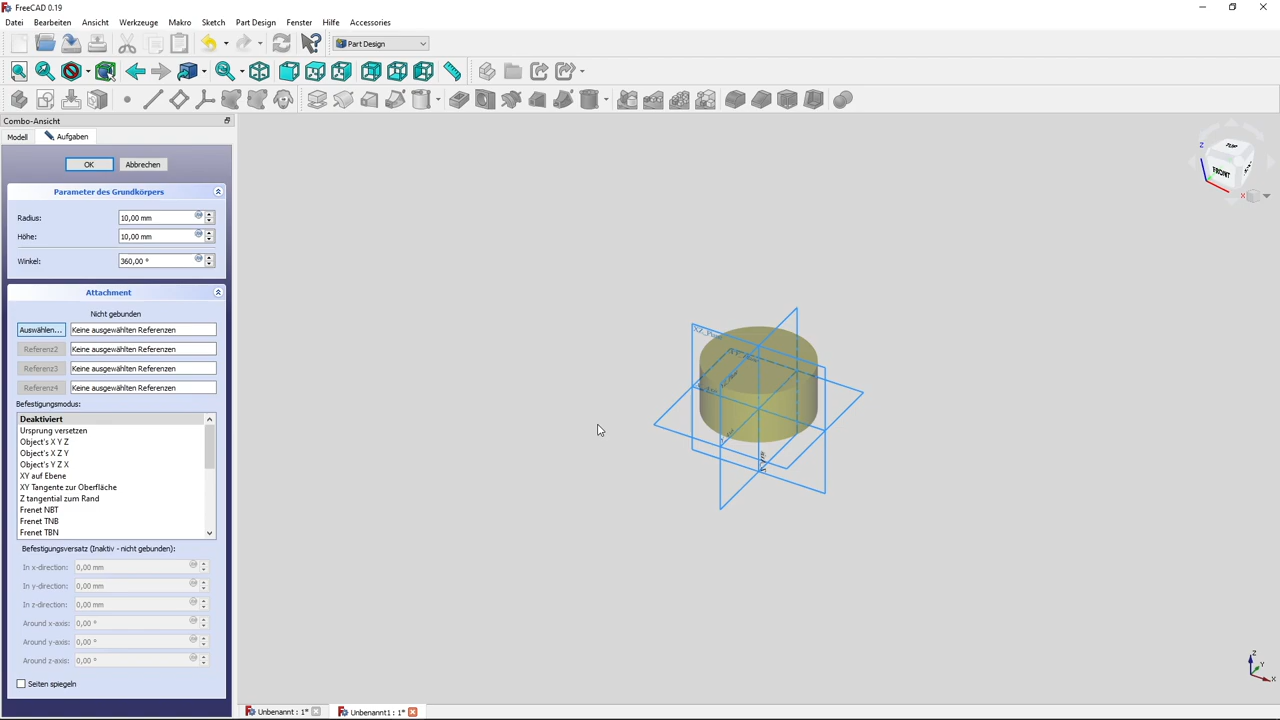 FreeCAD 0.19
Datei Bearbeiten Ansicht Werkzeuge Makro Sketch Part Design Fenster Hilfe Accessories
Part Design
Combo-Ansicht
Modell Aufgaben
OK Abbrechen
Parameter des Grundkörpers
Radius: 10,00 mm
Höhe: 10,00 mm
Winkel: 360,00 °
Attachment
Nicht gebunden
Auswählen... Keine ausgewählten Referenzen
Referenz2 Keine ausgewählten Referenzen
Referenz3 Keine ausgewählten Referenzen
Referenz4 Keine ausgewählten Referenzen
Befestigungsmodus:
Deaktiviert
Ursprung versetzen
Object's X Y Z
Object's X Z Y
Object's Y Z X
XY auf Ebene
XY Tangente zur Oberfläche
Z tangential zum Rand
Frenet NBT
Frenet TNB
Frenet TBN
Befestigungsversatz (Inaktiv - nicht gebunden):
In x-direction: 0,00 mm
In y-direction: 0,00 mm
In z-direction: 0,00 mm
Around x-axis: 0,00 °
Around y-axis: 0,00 °
Around z-axis: 0,00 °
Seiten spiegeln
TOP
FRONT
Z
X
Z
Y
X
Unbenannt : 1* Unbenannt1 : 1*